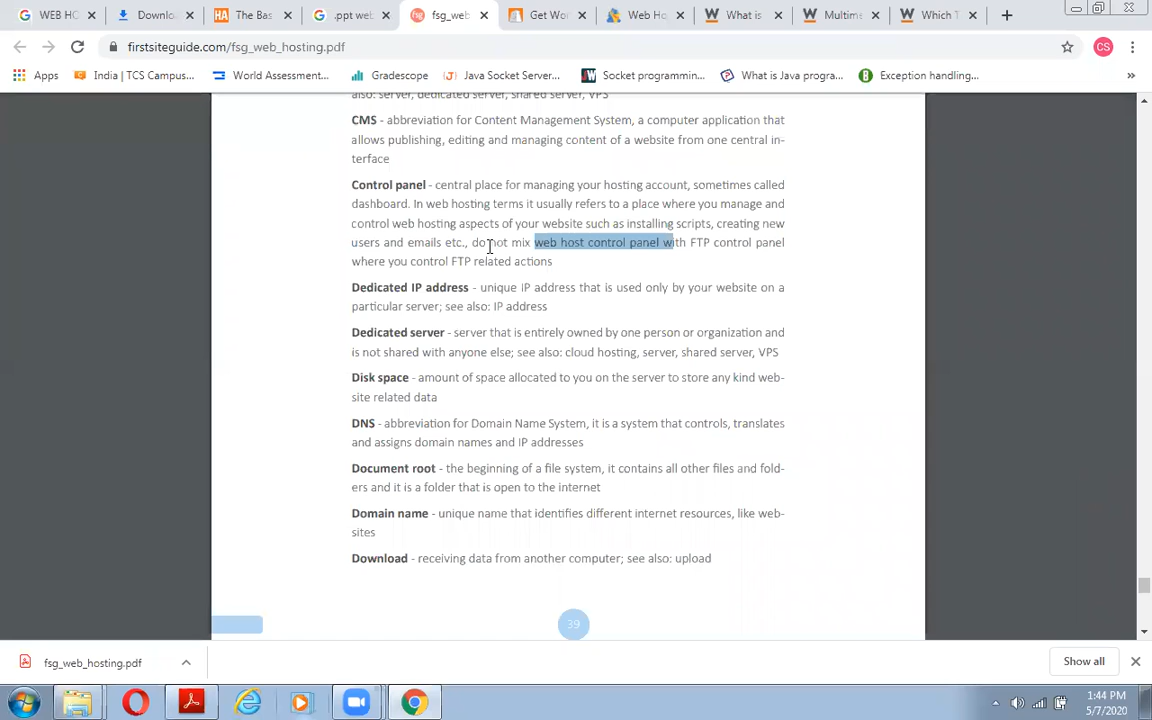 WEB HO
Downlo
The Bas
.ppt wel
fsg_web
Get Wo
Web Ho
What is
Multime
Which T
firstsiteguide.com/fsg_web_hosting.pdf
CS
Apps
India | TCS Campus...
World Assessment...
Gradescope
Java Socket Server...
Socket programmin...
What is Java progra...
Exception handling...
»
also: server, dedicated server, shared server, VPS
CMS - abbreviation for Content Management System, a computer application that
allows publishing, editing and managing content of a website from one central in-
terface
Control panel - central place for managing your hosting account, sometimes called
dashboard. In web hosting terms it usually refers to a place where you manage and
control web hosting aspects of your website such as installing scripts, creating new
users and emails etc., do not mix web host control panel with FTP control panel
where you control FTP related actions
Dedicated IP address - unique IP address that is used only by your website on a
particular server; see also: IP address
Dedicated server - server that is entirely owned by one person or organization and
is not shared with anyone else; see also: cloud hosting, server, shared server, VPS
Disk space - amount of space allocated to you on the server to store any kind web-
site related data
DNS - abbreviation for Domain Name System, it is a system that controls, translates
and assigns domain names and IP addresses
Document root - the beginning of a file system, it contains all other files and fold-
ers and it is a folder that is open to the internet
Domain name - unique name that identifies different internet resources, like web-
sites
Download - receiving data from another computer; see also: upload
39
fsg_web_hosting.pdf
Show all
1:44 PM
5/7/2020